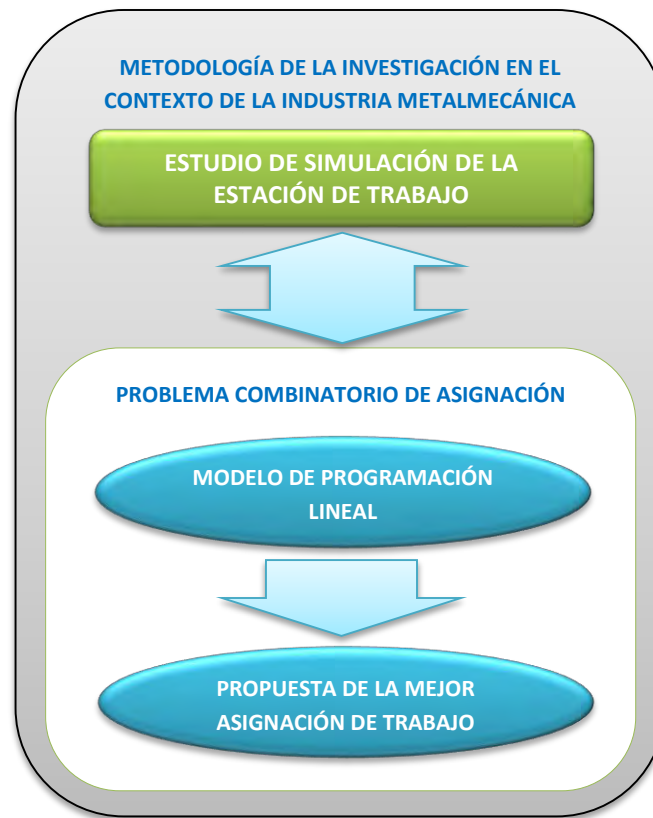 METODOLOGÍA DE LA INVESTIGACIÓN EN EL
CONTEXTO DE LA INDUSTRIA METALMECÁNICA
ESTUDIO DE SIMULACIÓN DE LA
ESTACIÓN DE TRABAJO
PROBLEMA COMBINATORIO DE ASIGNACIÓN
MODELO DE PROGRAMACIÓN
LINEAL
PROPUESTA DE LA MEJOR
ASIGNACIÓN DE TRABAJO